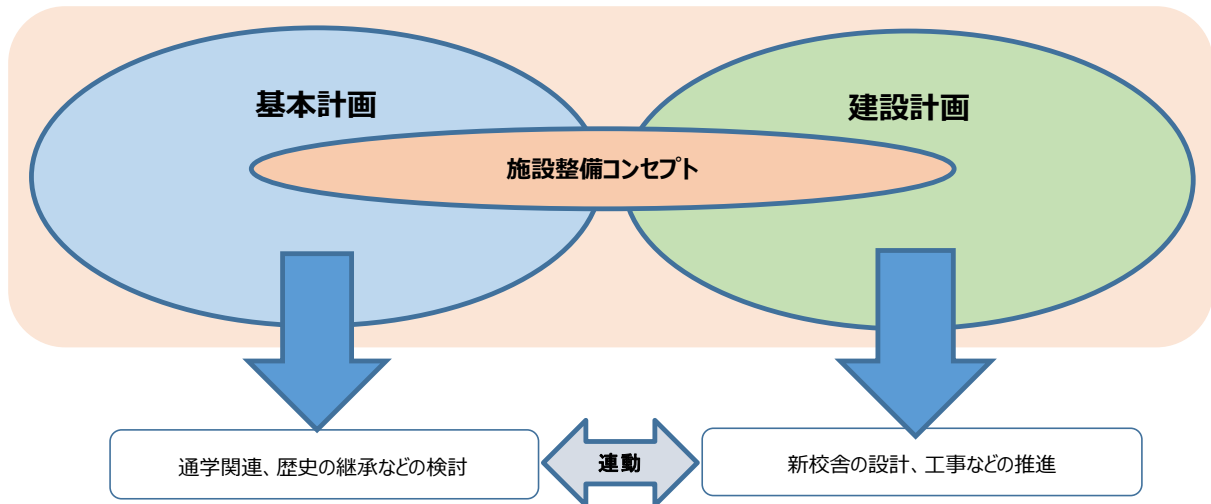 基本計画
建設計画
施設整備コンセプト
通学関連、歴史の継承などの検討
連動
新校舎の設計、工事などの推進